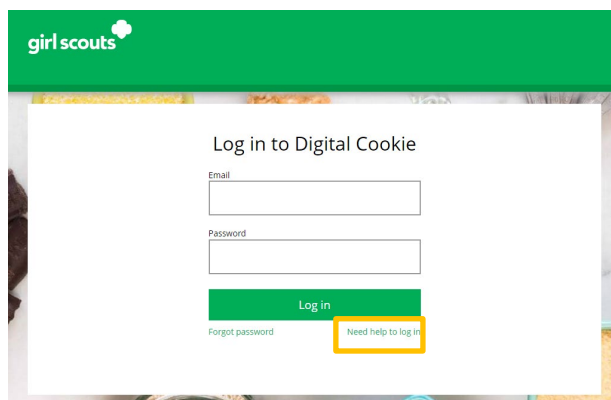 girl scouts
Log in to Digital Cookie
Email
Password
Log in
Forgot password
Need help to log in